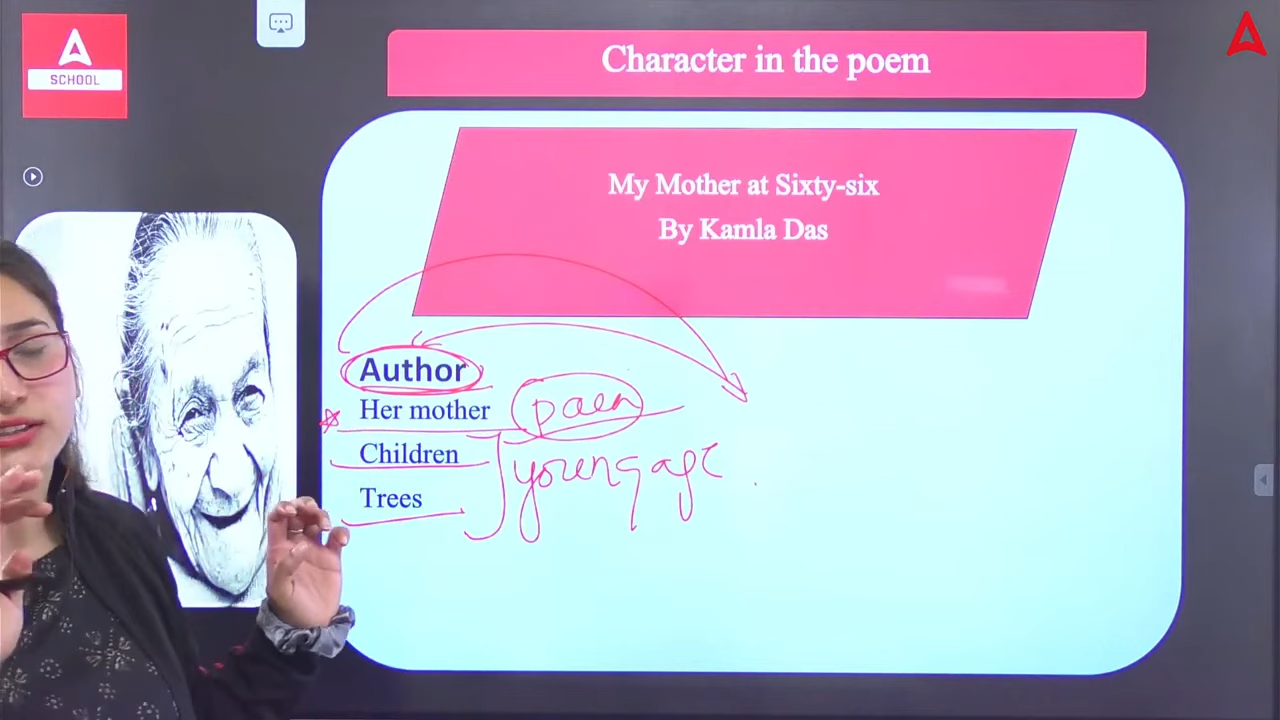 SCHOOL
Character in the poem
My Mother at Sixty-six
By Kamla Das
Author
Her mother
paen
Children
young age
Trees